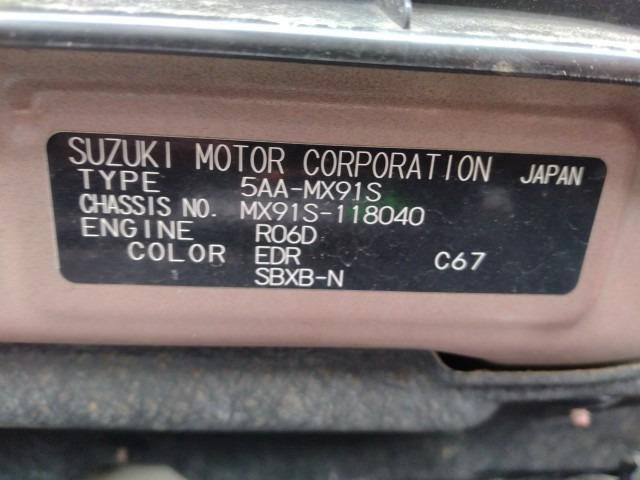 SUZUKI MOTOR CORPORATION JAPAN
TYPE 5AA-MX91S
CHASSIS NO. MX91S-118040
ENGINE R06D
COLOR EDR C67
SBXB-N